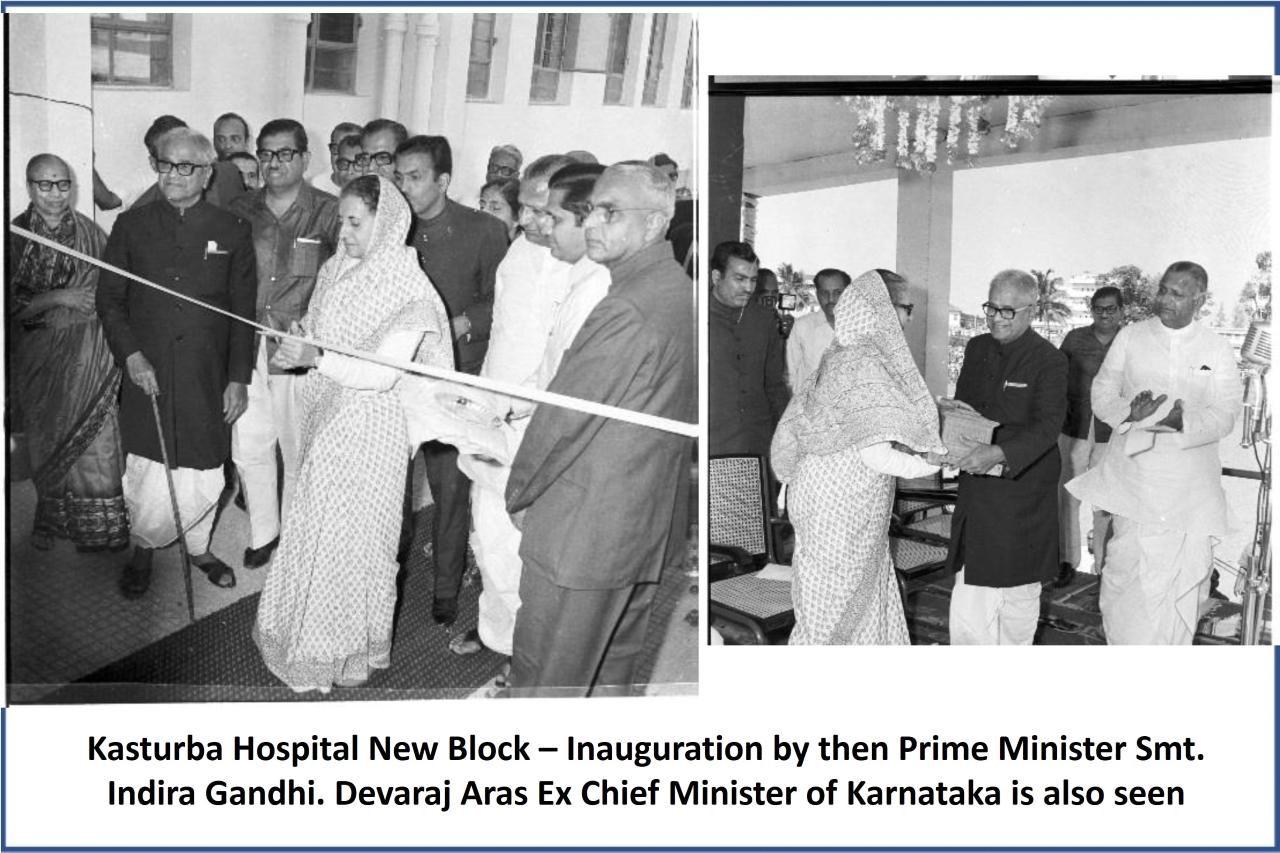 Kasturba Hospital New Block – Inauguration by then Prime Minister Smt.
Indira Gandhi. Devaraj Aras Ex Chief Minister of Karnataka is also seen